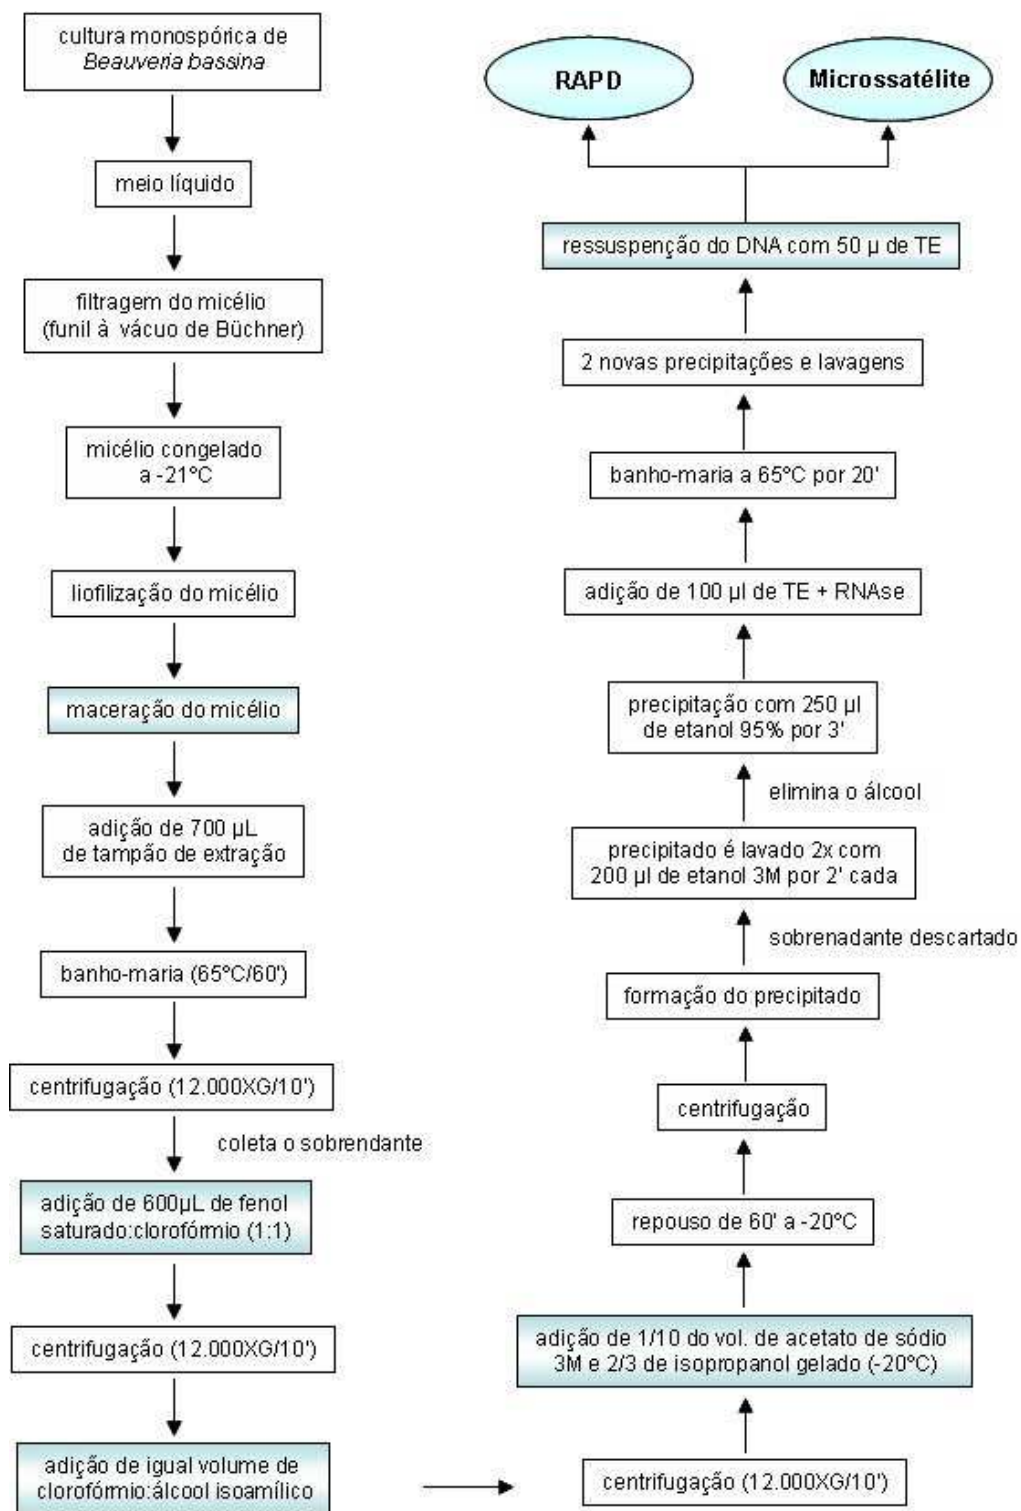 cultura monospórica de
Beauveria bassina
meio líquido
filtragem do micélio
(funil à vácuo de Büchner)
micélio congelado
a -21°C
liofilização do micélio
maceração do micélio
adição de 700 µL
de tampão de extração
banho-maria (65°C/60')
centrifugação (12.000XG/10')
coleta o sobrendante
adição de 600µL de fenol
saturado:clorofórmio (1:1)
centrifugação (12.000XG/10')
adição de igual volume de
clorofórmio:álcool isoamílico
centrifugação (12.000XG/10')
adição de 1/10 do vol. de acetato de sódio
3M e 2/3 de isopropanol gelado (-20°C)
repouso de 60' a -20°C
centrifugação
formação do precipitado
sobrenadante descartado
precipitado é lavado 2x com
200 µl de etanol 3M por 2' cada
elimina o álcool
precipitação com 250 µl
de etanol 95% por 3'
adição de 100 µl de TE + RNAse
banho-maria a 65°C por 20'
2 novas precipitações e lavagens
ressuspenção do DNA com 50 µ de TE
RAPD
Microssatélite